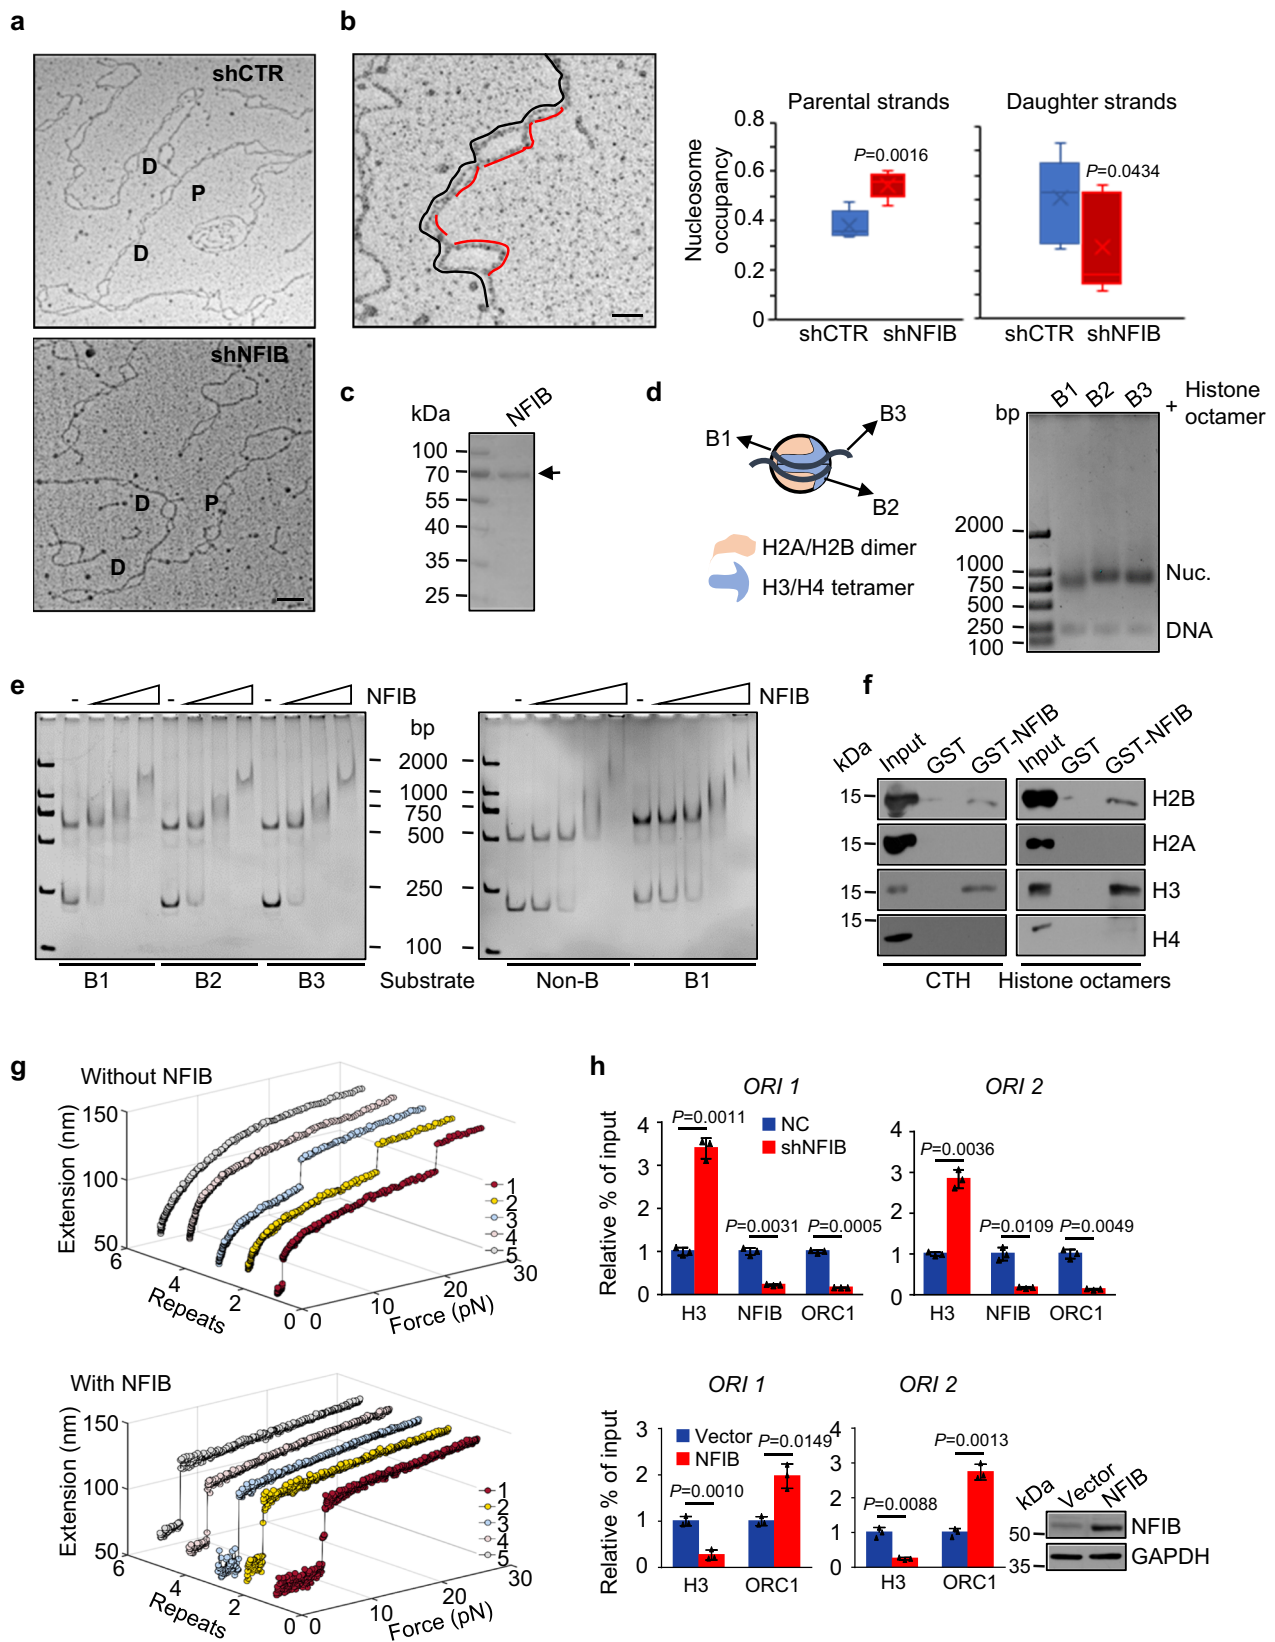 a
shCTR
D
P
D
shNFIB
D
P
D
b
Parental strands
Daughter strands
Nucleosome
occupancy
0.8
0.6
0.4
0.2
0
P=0.0016
P=0.0434
shCTR shNFIB
shCTR shNFIB
c
kDa
NFIB
100
70
55
40
35
25
d
B1
B3
B2
H2A/H2B dimer
H3/H4 tetramer
bp
B1 B2 B3 + Histone octamer
2000
1000
750
500
250
100
Nuc.
DNA
e
- - - NFIB
bp
- - NFIB
2000
1000
750
500
250
100
B1 B2 B3 Substrate Non-B B1
f
kDa
Input GST GST-NFIB
Input GST GST-NFIB
15 H2B
15 H2A
15 H3
15 H4
CTH Histone octamers
g
Without NFIB
Extension (nm)
150
100
50
6
4
2
0
Repeats
0
10
20
30
Force (pN)
1
2
3
4
5
With NFIB
Extension (nm)
150
100
50
6
4
2
0
Repeats
0
10
20
30
Force (pN)
1
2
3
4
5
h
ORI 1
Relative % of input
4
3
2
1
0
P=0.0011
NC
shNFIB
P=0.0031 P=0.0005
H3 NFIB ORC1
ORI 2
4
3
2
1
0
P=0.0036
P=0.0109 P=0.0049
H3 NFIB ORC1
ORI 1
Relative % of input
3
2
1
0
Vector
NFIB
P=0.0149
P=0.0010
H3 ORC1
ORI 2
4
3
2
1
0
P=0.0013
P=0.0088
H3 ORC1
kDa
Vector NFIB
50 NFIB
35 GAPDH